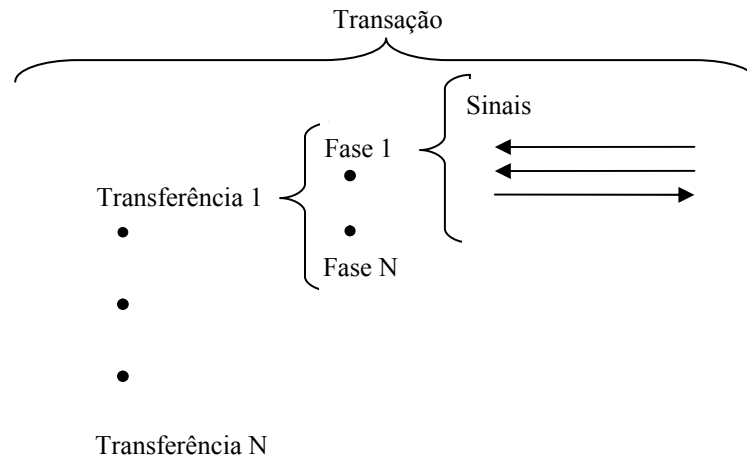 Transação
Sinais
Fase 1
Transferência 1
Fase N
Transferência N